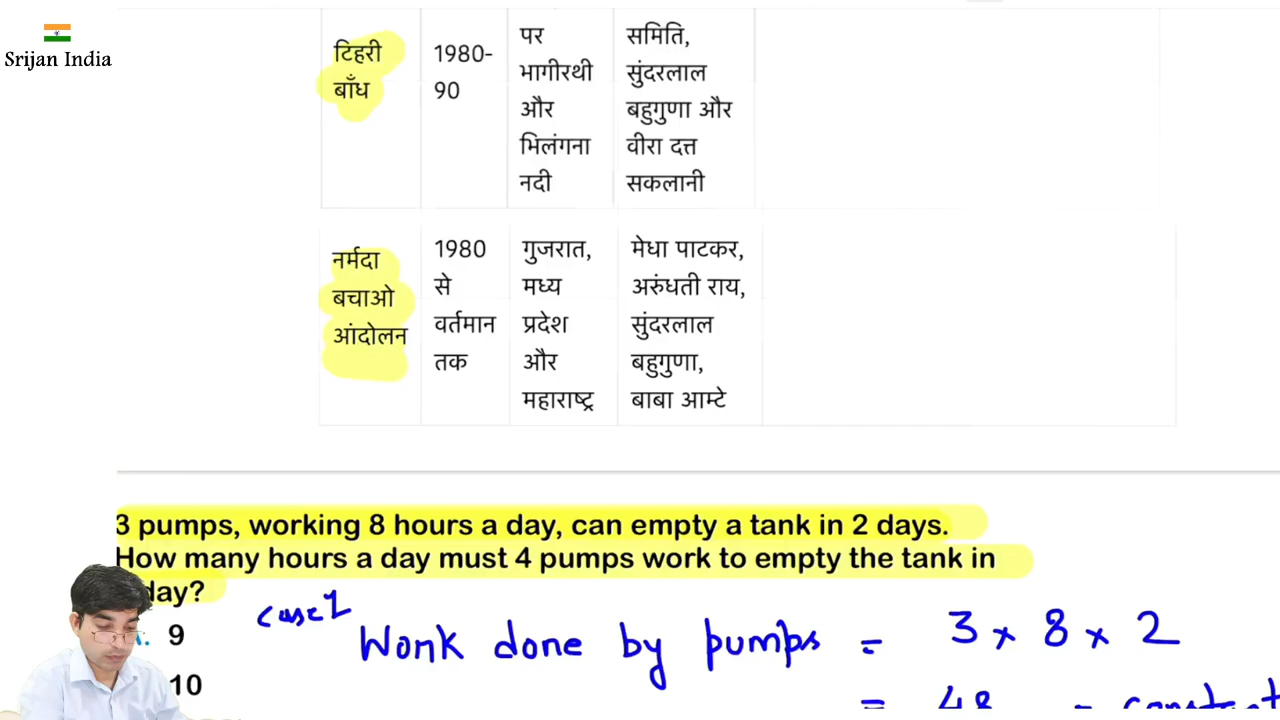 Srijan India
टिहरी
बाँध
1980-
90
पर
भागीरथी
और
भिलंगना
नदी
समिति,
सुंदरलाल
बहुगुणा और
वीरा दत्त
सकलानी
नर्मदा
बचाओ
आंदोलन
1980
से
वर्तमान
तक
गुजरात,
मध्य
प्रदेश
और
महाराष्ट्र
मेधा पाटकर,
अरुंधती राय,
सुंदरलाल
बहुगुणा,
बाबा आम्टे
3 pumps, working 8 hours a day, can empty a tank in 2 days.
How many hours a day must 4 pumps work to empty the tank in
day?
case 1
Work done by pumps = 3 × 8 × 2
9
10
= 48 = constant